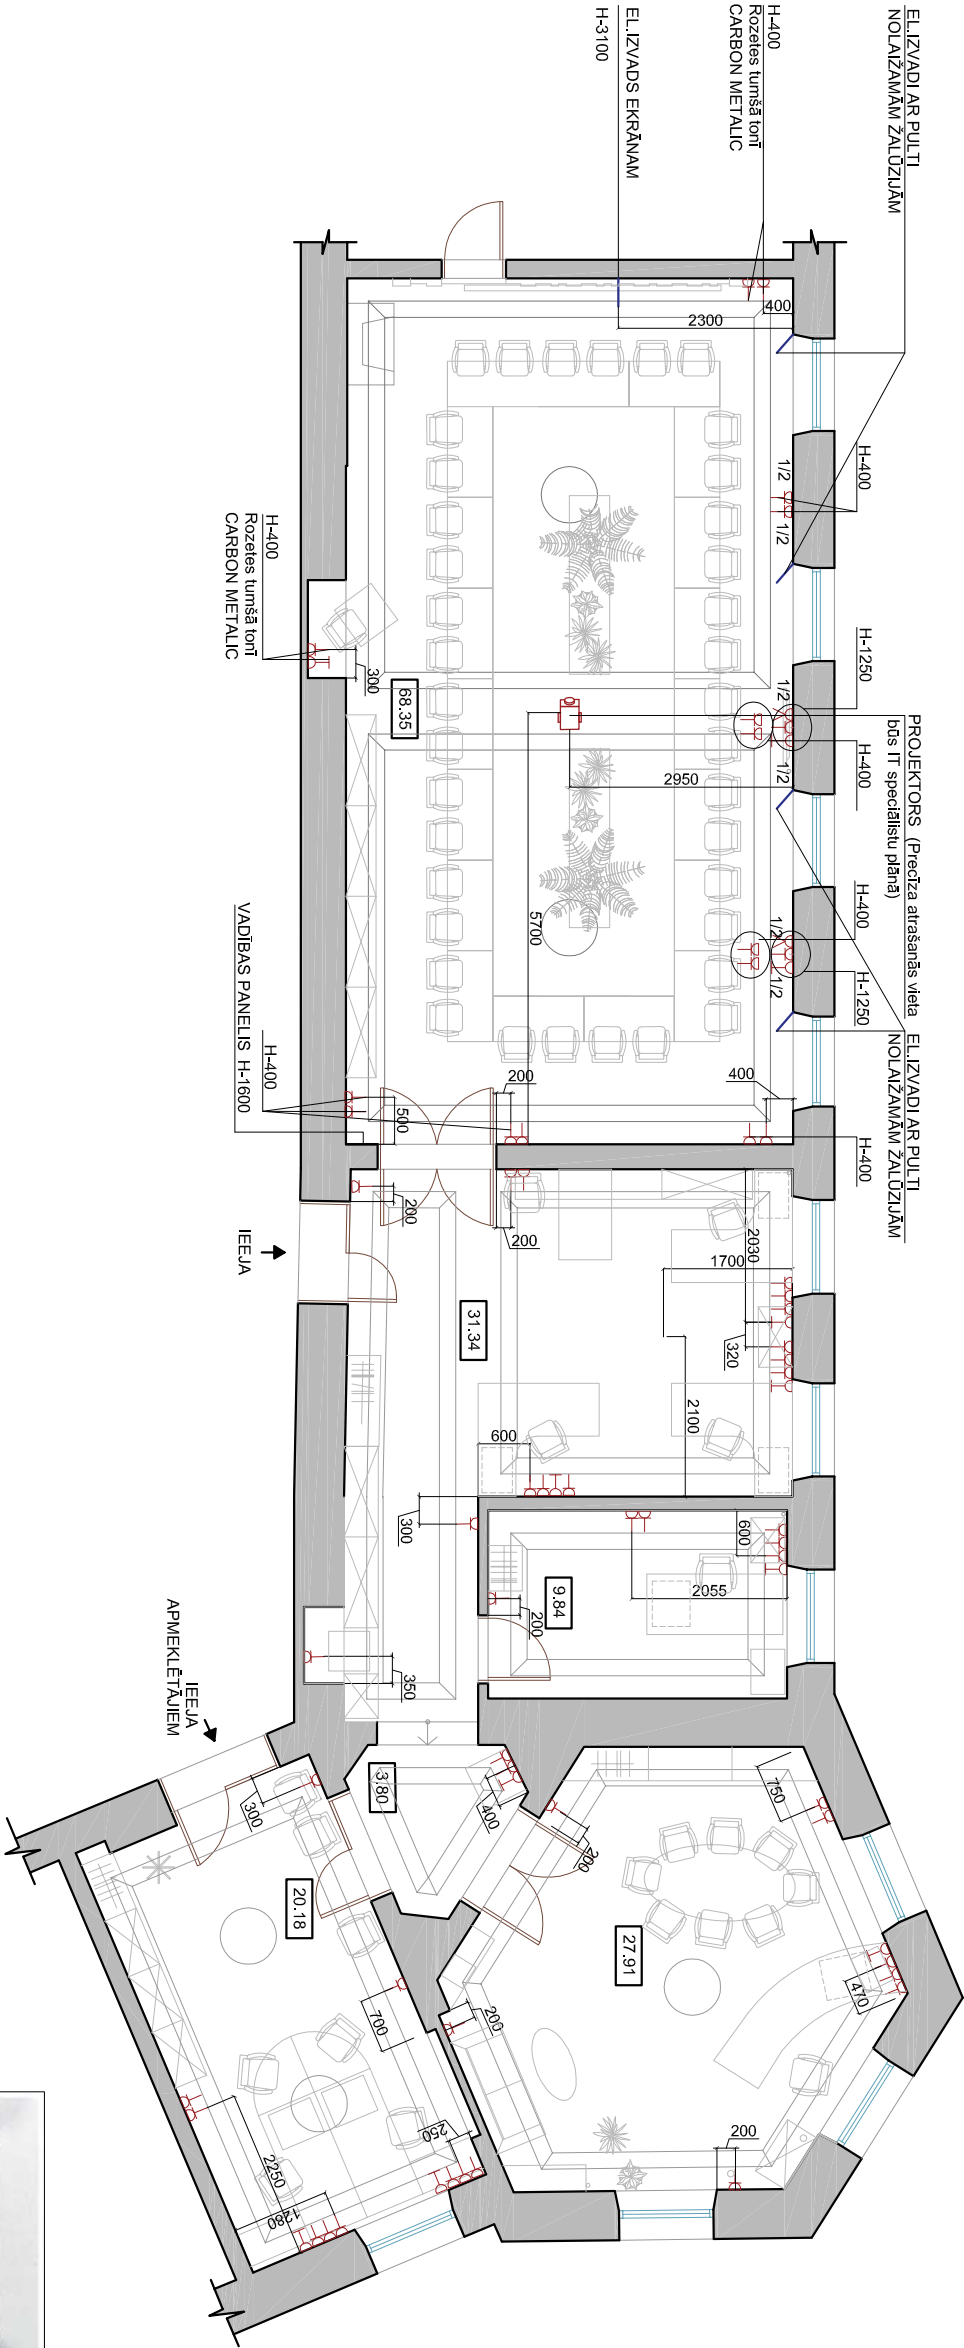 EL.IZVADI AR PULTI
NOLAIŽAMĀM ŽALŪZIJĀM
H-400
Rozetes tumšā tonī
CARBON METALIC
EL.IZVADS EKRĀNAM
H-3100
400
2300
H-400
1/2
1/2
H-400
Rozetes tumšā tonī
CARBON METALIC
300
68.35
H-1250
1/2
1/2
H-400
PROJEKTORS (Precīza atrašanās vieta
būs IT speciālistu plānā)
2950
5700
H-400
1/2
1/2
H-1250
EL.IZVADI AR PULTI
NOLAIŽAMĀM ŽALŪZIJĀM
VADĪBAS PANELIS H-1600
H-400
500
200
400
H-400
200
200
IEEJA
2030
1700
320
31.34
2100
600
300
600
2055
9.84
200
350
IEEJA
APMEKLĒTĀJIEM
3.80
400
300
200
750
20.18
27.91
470
700
200
250
200
2250
1280